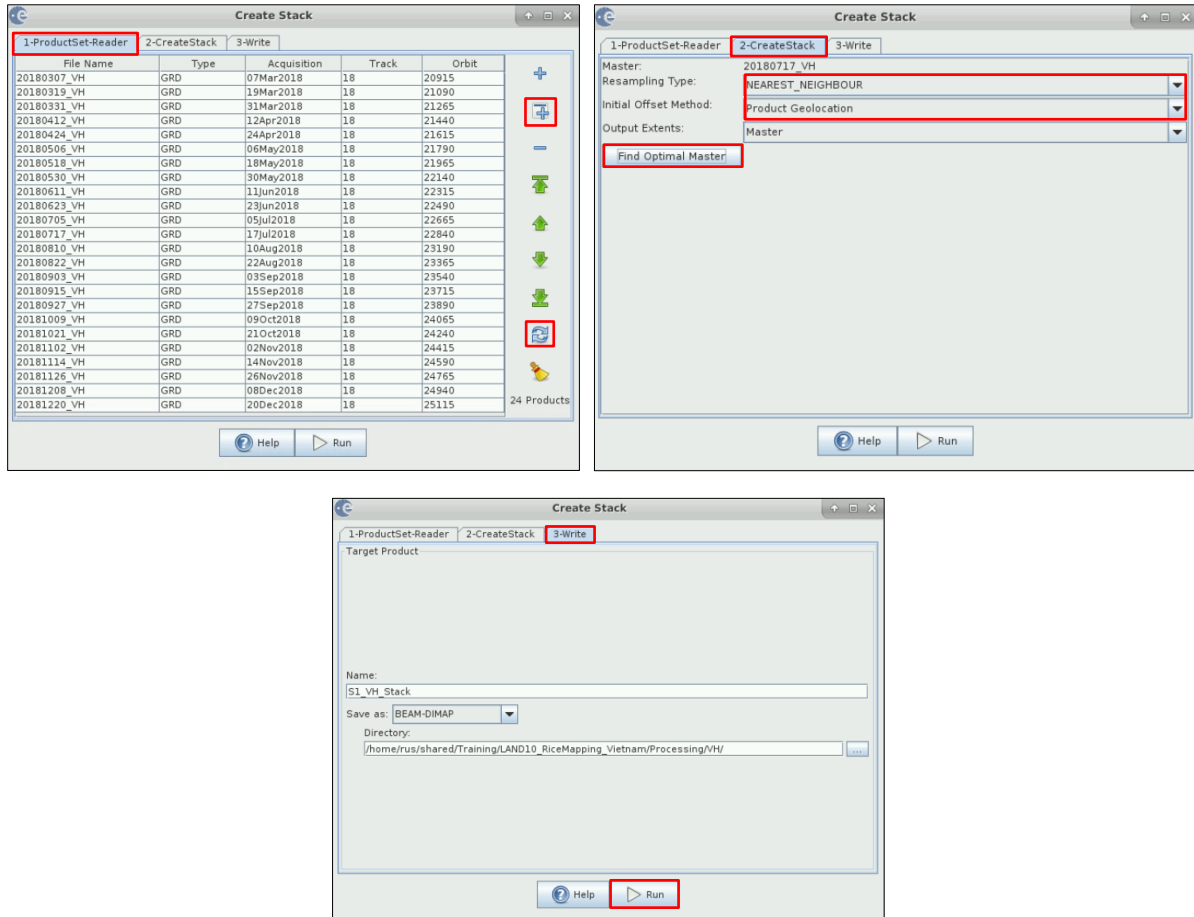 Create Stack
1-ProductSet-Reader 2-CreateStack 3-Write
File Name Type Acquisition Track Orbit
20180307_VH GRD 07Mar2018 18 20915
20180319_VH GRD 19Mar2018 18 21090
20180331_VH GRD 31Mar2018 18 21265
20180412_VH GRD 12Apr2018 18 21440
20180424_VH GRD 24Apr2018 18 21615
20180506_VH GRD 06May2018 18 21790
20180518_VH GRD 18May2018 18 21965
20180530_VH GRD 30May2018 18 22140
20180611_VH GRD 11Jun2018 18 22315
20180623_VH GRD 23Jun2018 18 22490
20180705_VH GRD 05Jul2018 18 22665
20180717_VH GRD 17Jul2018 18 22840
20180810_VH GRD 10Aug2018 18 23190
20180822_VH GRD 22Aug2018 18 23365
20180903_VH GRD 03Sep2018 18 23540
20180915_VH GRD 15Sep2018 18 23715
20180927_VH GRD 27Sep2018 18 23890
20181009_VH GRD 09Oct2018 18 24065
20181021_VH GRD 21Oct2018 18 24240
20181102_VH GRD 02Nov2018 18 24415
20181114_VH GRD 14Nov2018 18 24590
20181126_VH GRD 26Nov2018 18 24765
20181208_VH GRD 08Dec2018 18 24940
20181220_VH GRD 20Dec2018 18 25115
24 Products
Help Run
Create Stack
1-ProductSet-Reader 2-CreateStack 3-Write
Master: 20180717_VH
Resampling Type: NEAREST_NEIGHBOUR
Initial Offset Method: Product Geolocation
Output Extents: Master
Find Optimal Master
Help Run
Create Stack
1-ProductSet-Reader 2-CreateStack 3-Write
Target Product
Name:
S1_VH_Stack
Save as: BEAM-DIMAP
Directory:
/home/rus/shared/Training/LAND10_RiceMapping_Vietnam/Processing/VH/
...
Help Run